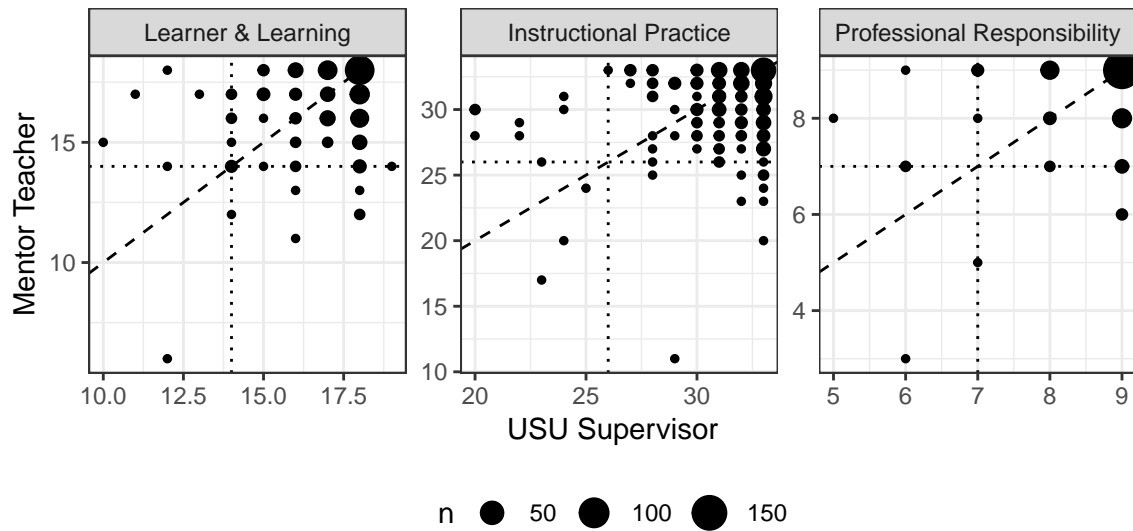 Learner & Learning
Instructional Practice
Professional Responsibility
Mentor Teacher
15
10
10.0 12.5 15.0 17.5
30
25
20
15
10
20 25 30
8
6
4
5 6 7 8 9
USU Supervisor
n 50 100 150